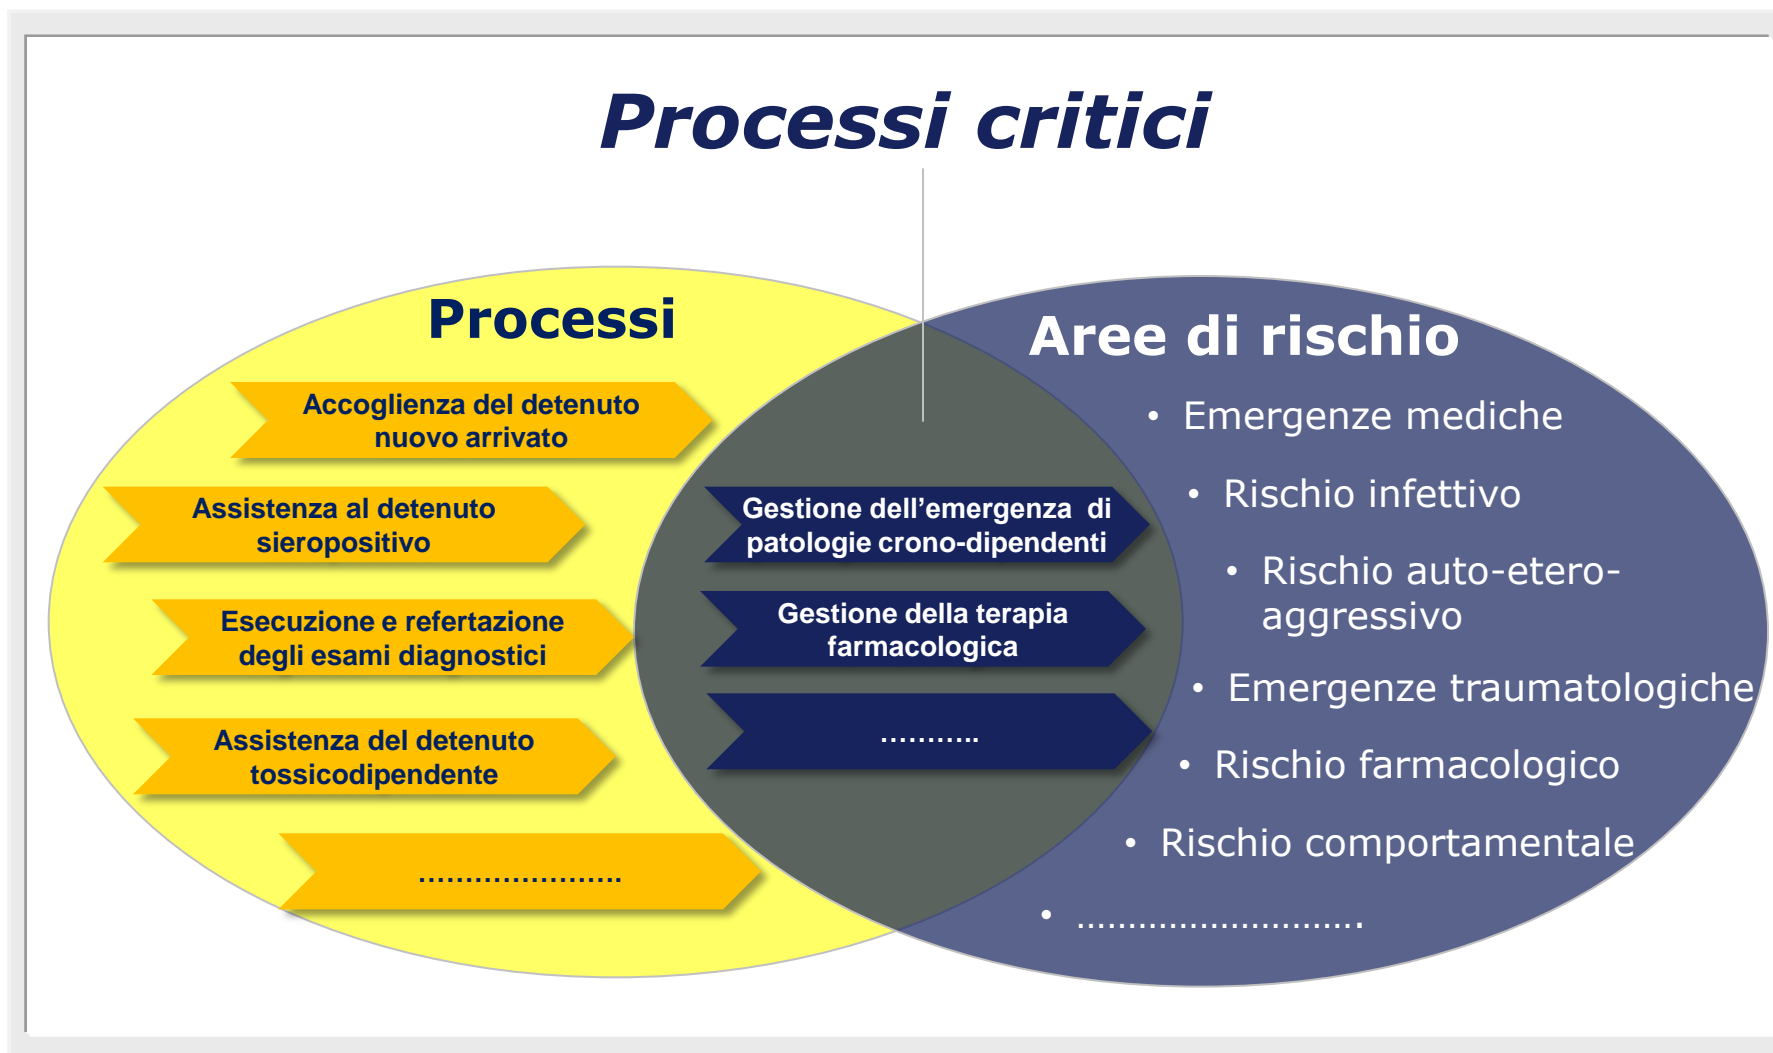 Processi critici
Processi
Accoglienza del detenuto
nuovo arrivato
Assistenza al detenuto
sieropositivo
Esecuzione e refertazione
degli esami diagnostici
Assistenza del detenuto
tossicodipendente
......................
Gestione dell’emergenza  di
patologie crono-dipendenti
Gestione della terapia
farmacologica
………..
Aree di rischio
• Emergenze mediche
• Rischio infettivo
• Rischio auto-etero-
aggressivo
• Emergenze traumatologiche
• Rischio farmacologico
• Rischio comportamentale
• ……………………….